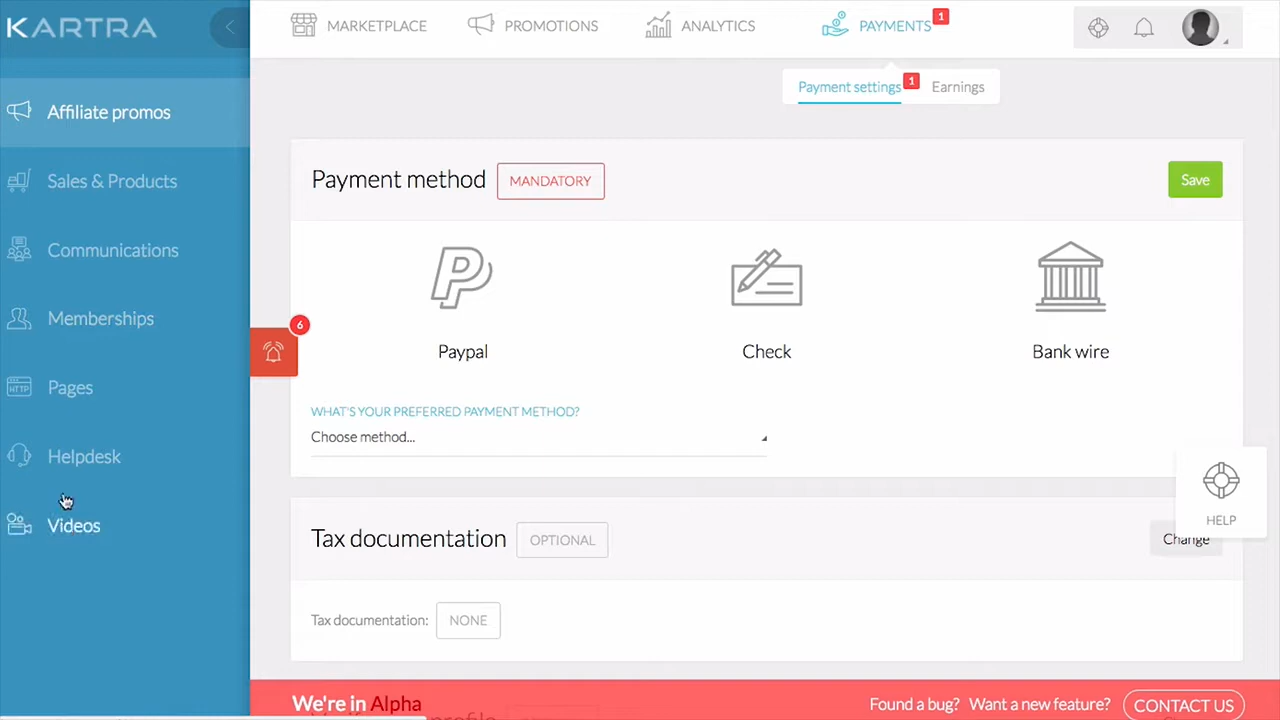 KARTRA
MARKETPLACE
PROMOTIONS
ANALYTICS
PAYMENTS
1
Payment settings
1
Earnings
Affiliate promos
Sales & Products
Communications
Memberships
Pages
HTTP
Helpdesk
Videos
Payment method
MANDATORY
Save
6
Paypal
Check
Bank wire
WHAT'S YOUR PREFERRED PAYMENT METHOD?
Choose method...
HELP
Tax documentation
OPTIONAL
Change
Tax documentation:
NONE
We're in Alpha
Found a bug? Want a new feature?
CONTACT US